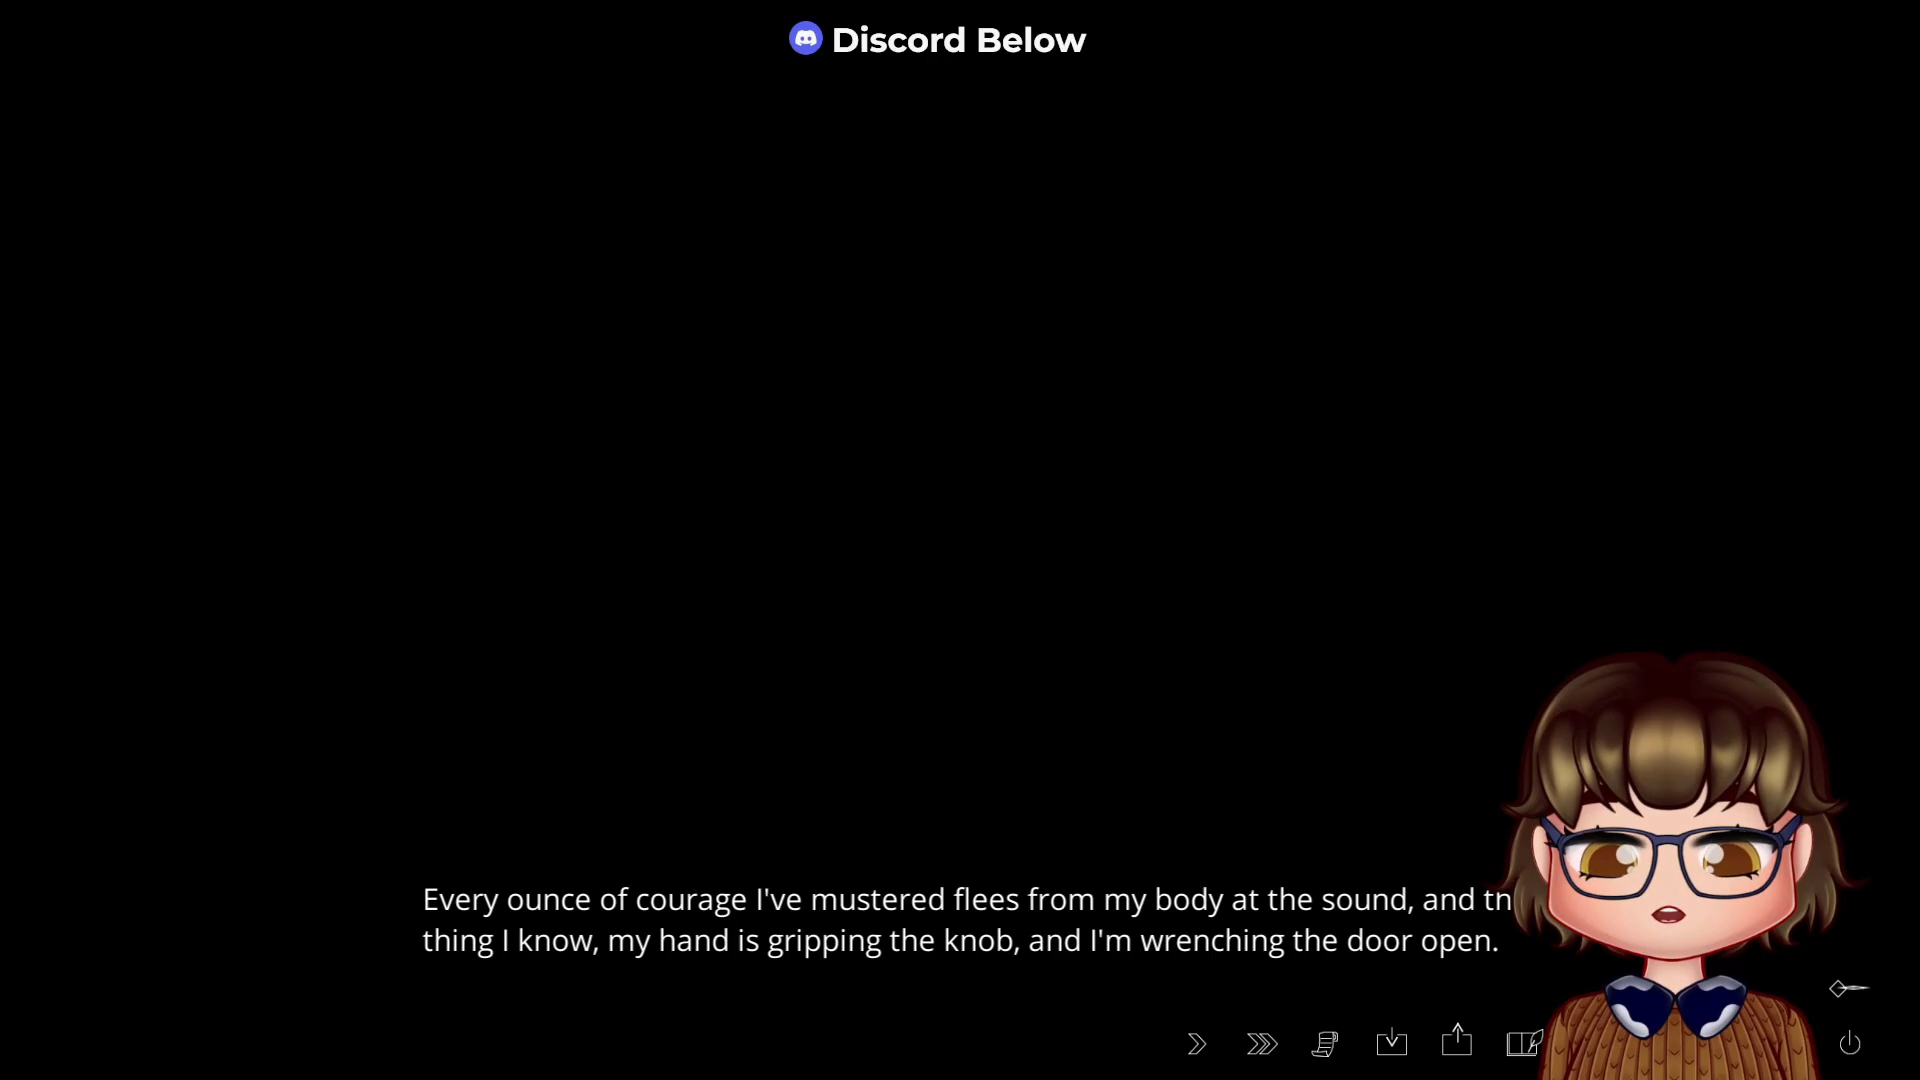 Discord Below
Every ounce of courage I've mustered flees from my body at the sound, and
thing I know, my hand is gripping the knob, and I'm wrenching the door open.